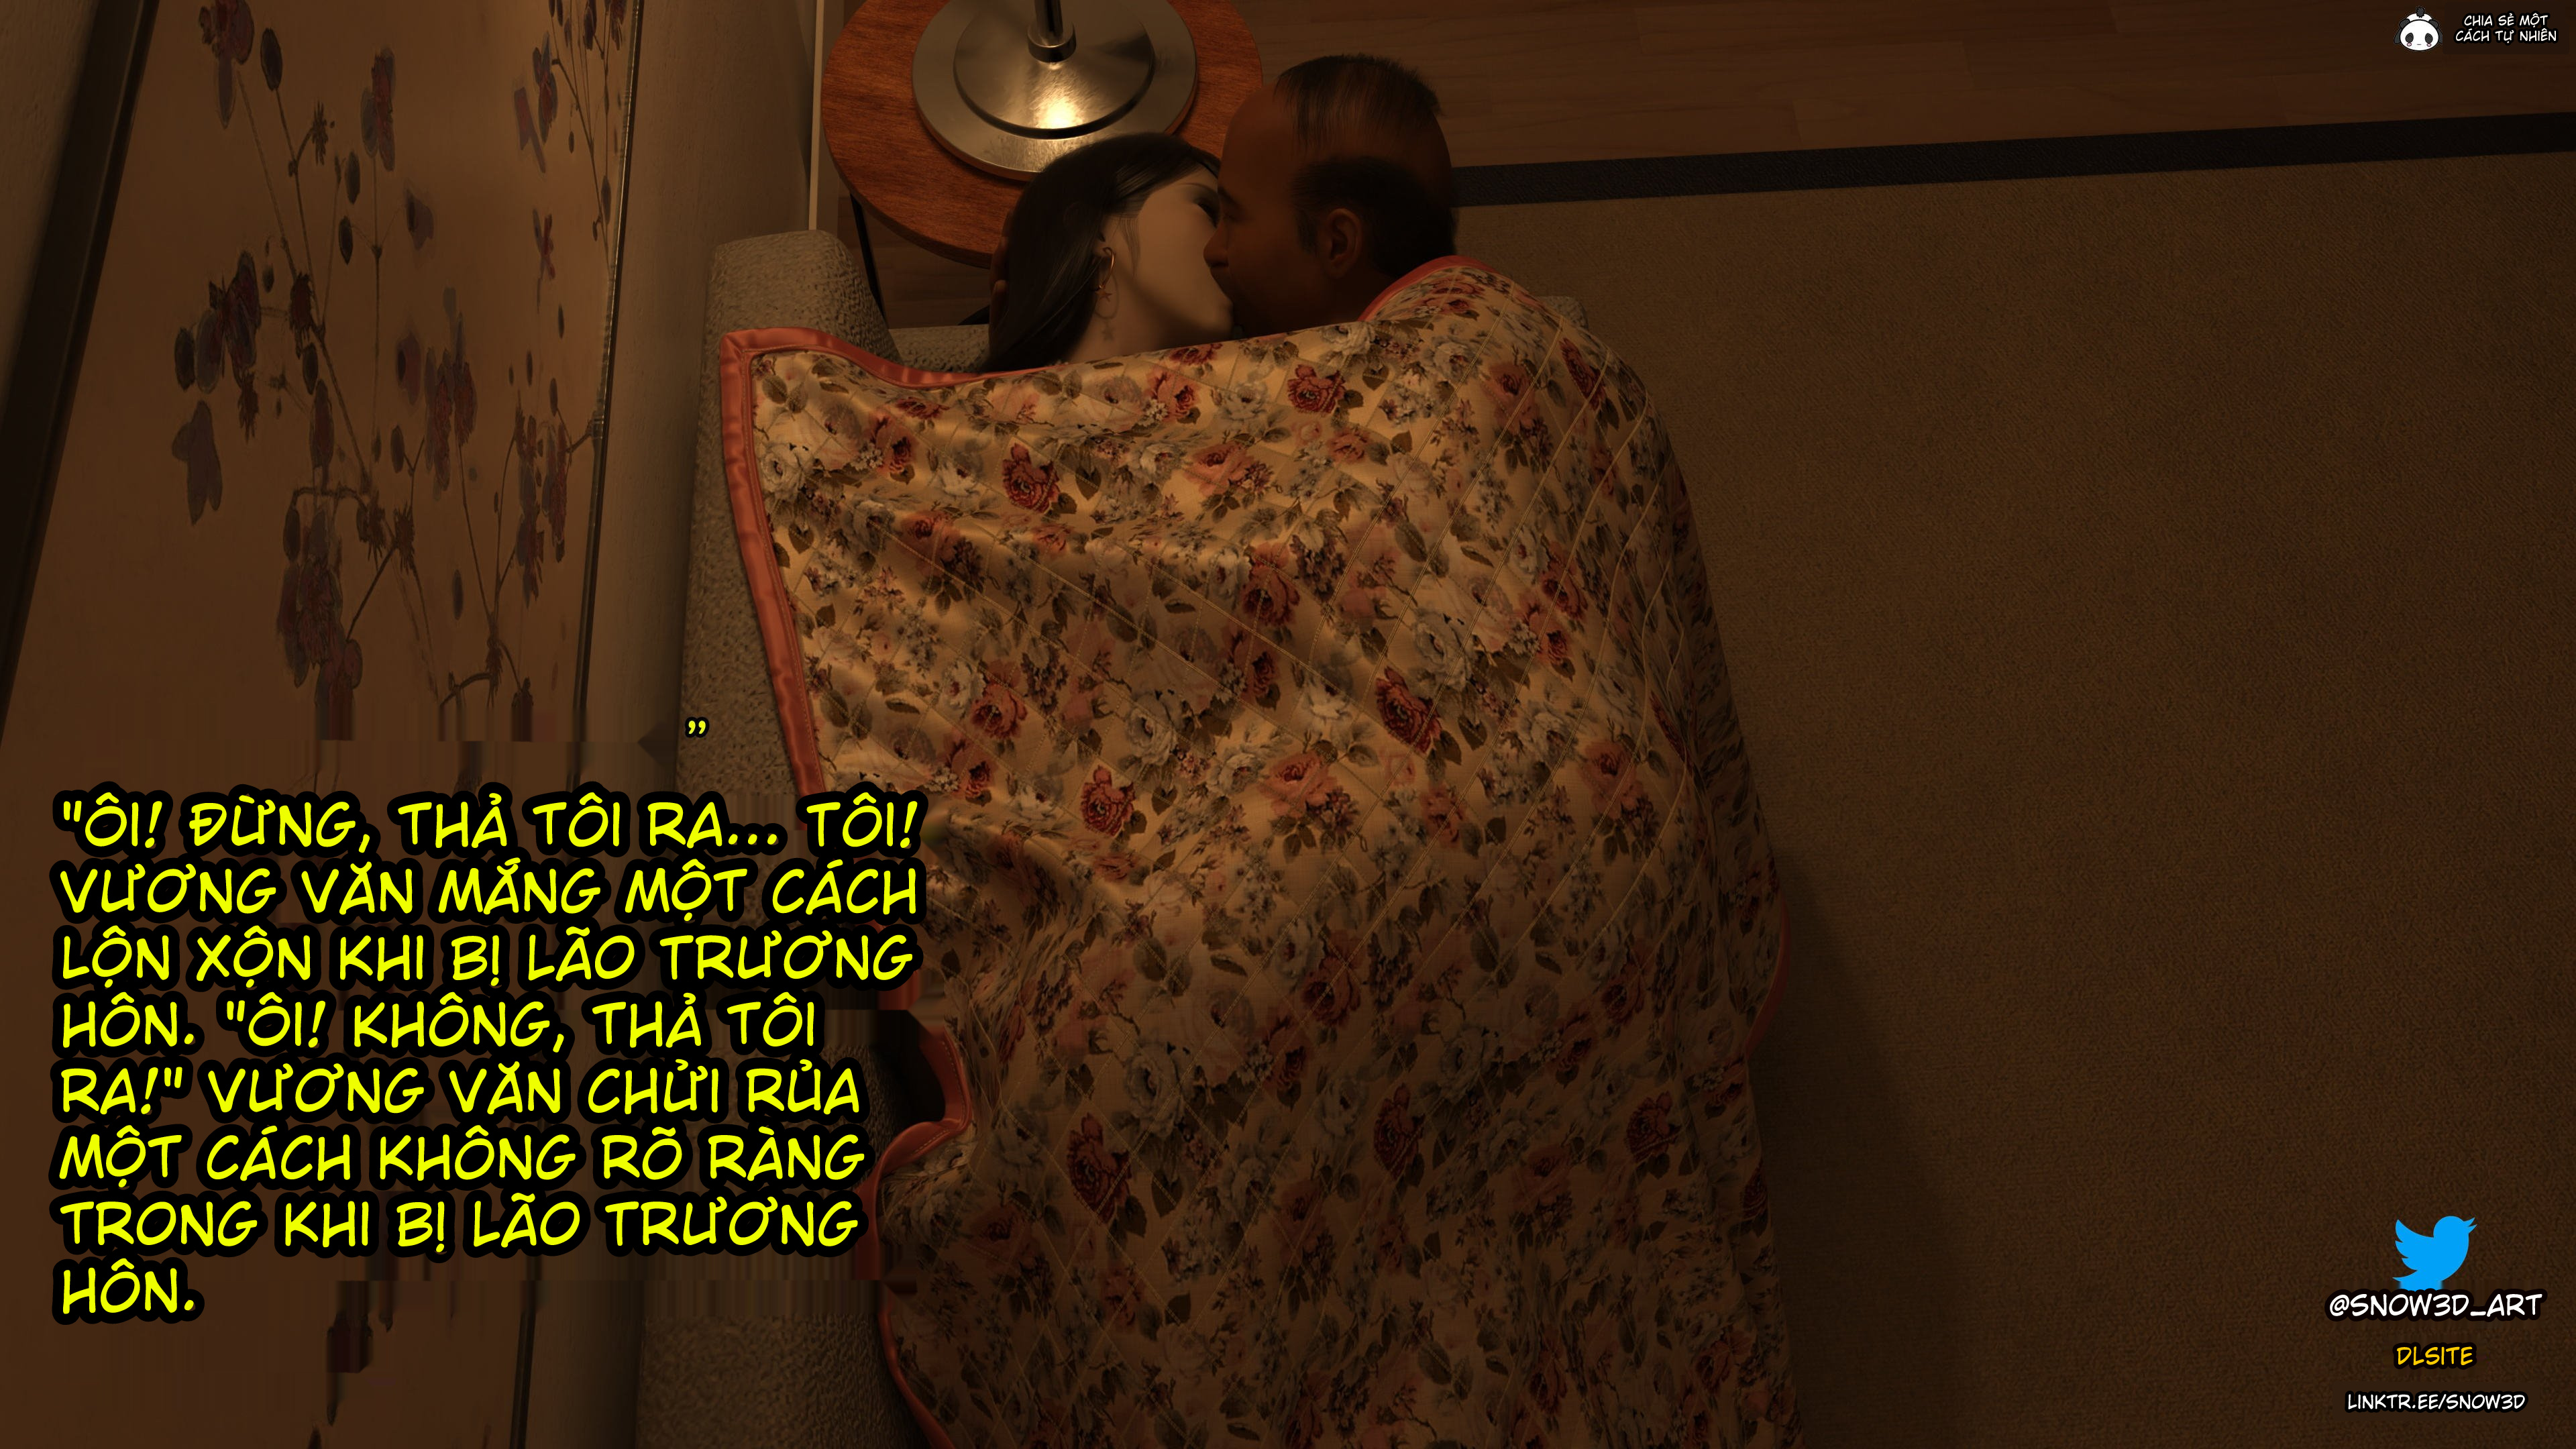 CHIA SẺ MỘT
CÁCH TỰ NHIÊN
”
"ÔI! ĐỪNG, THẢ TÔI RA... TÔI!
VƯƠNG VĂN MẮNG MỘT CÁCH
LỘN XỘN KHI BỊ LÃO TRƯƠNG
HÔN. "ÔI! KHÔNG, THẢ TÔI
RA!" VƯƠNG VĂN CHỬI RỦA
MỘT CÁCH KHÔNG RÕ RÀNG
TRONG KHI BỊ LÃO TRƯƠNG
HÔN.
@SNOW3D_ART
DLSITE
LINKTR.EE/SNOW3D